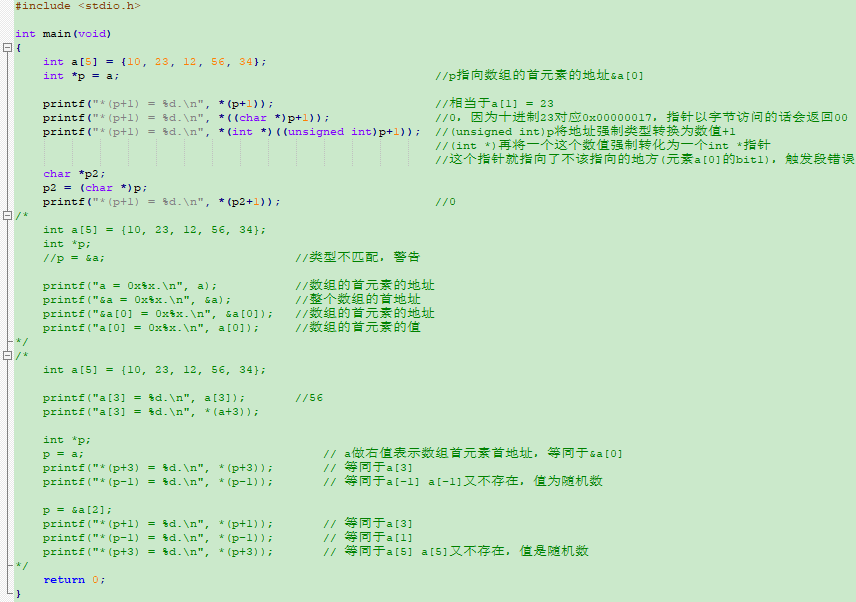 #include <stdio.h>
int main(void)
{
    int a[5] = {10, 23, 12, 56, 34};
    int *p = a;                                         //p指向数组的首元素的地址&a[0]
    printf("*(p+1) = %d.\n", *(p+1));                       //相当于a[1] = 23
    printf("*(p+1) = %d.\n", *((char *)p+1));               //0，因为十进制23对应0x00000017，指针以字节访问的话会返回00
    printf("*(p+1) = %d.\n", *(int *)((unsigned int)p+1));  //(unsigned int)p将地址强制类型转换为数值+1
                                                        //(int *)再将一个这个数值强制转化为一个int *指针
                                                        //这个指针就指向了不该指向的地方(元素a[0]的bit1)，触发段错误
    char *p2;
    p2 = (char *)p;
    printf("*(p+1) = %d.\n", *(p2+1));                      //0
/*
    int a[5] = {10, 23, 12, 56, 34};
    int *p;
    //p = &a;                           //类型不匹配，警告
    printf("a = 0x%x.\n", a);           //数组的首元素的地址
    printf("&a = 0x%x.\n", &a);         //整个数组的首地址
    printf("&a[0] = 0x%x.\n", &a[0]);   //数组的首元素的地址
    printf("a[0] = 0x%x.\n", a[0]);     //数组的首元素的值
*/
/*
    int a[5] = {10, 23, 12, 56, 34};
    printf("a[3] = %d.\n", a[3]);       //56
    printf("a[3] = %d.\n", *(a+3));
    int *p;
    p = a;                                  // a做右值表示数组首元素首地址，等同于&a[0]
    printf("*(p+3) = %d.\n", *(p+3));       // 等同于a[3]
    printf("*(p-1) = %d.\n", *(p-1));       // 等同于a[-1] a[-1]又不存在，值为随机数
    p = &a[2];
    printf("*(p+1) = %d.\n", *(p+1));       // 等同于a[3]
    printf("*(p-1) = %d.\n", *(p-1));       // 等同于a[1]
    printf("*(p+3) = %d.\n", *(p+3));       // 等同于a[5] a[5]又不存在，值是随机数
*/
    return 0;
}